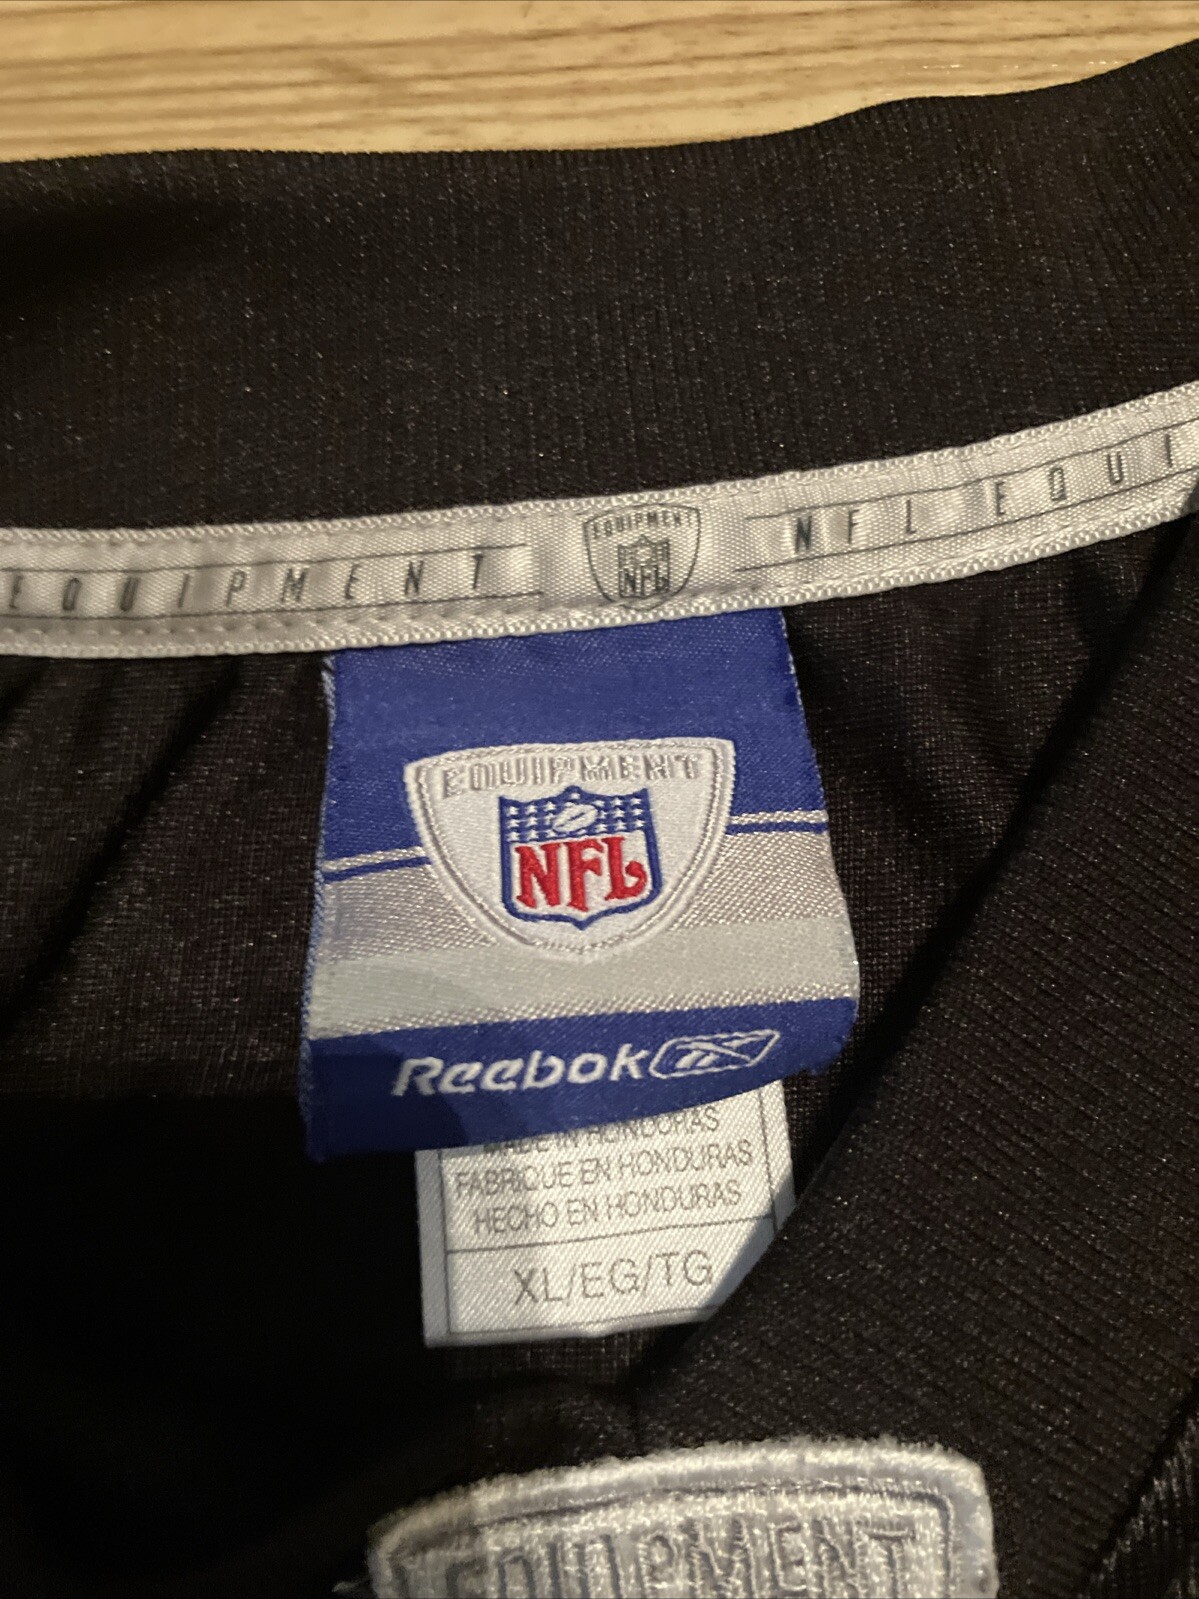 EQUIPMENT
EQUIPMENT
NFL
NFL EQUI
EQUIPMENT
NFL
Reebok
MADE IN HONDURAS
FABRIQUE EN HONDURAS
HECHO EN HONDURAS
XL/EG/TG
EQUIPMENT